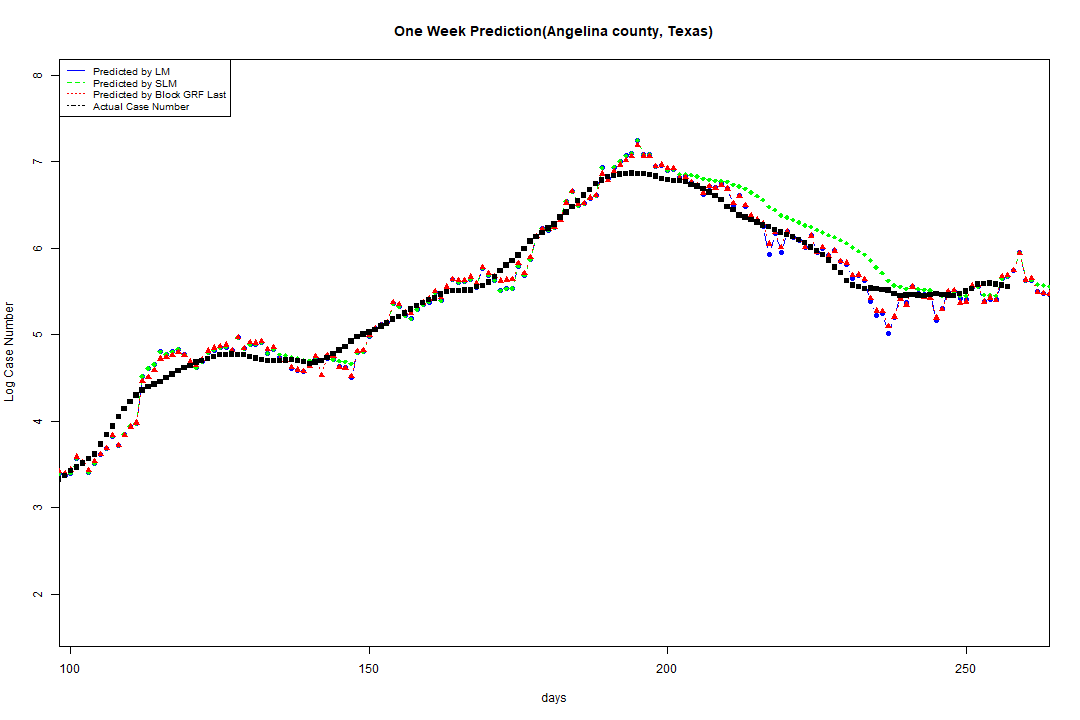 One Week Prediction(Angelina county, Texas)
Predicted by LM
Predicted by SLM
Predicted by Block GRF Last
Actual Case Number
8
7
6
5
4
3
2
Log Case Number
100
150
200
250
days